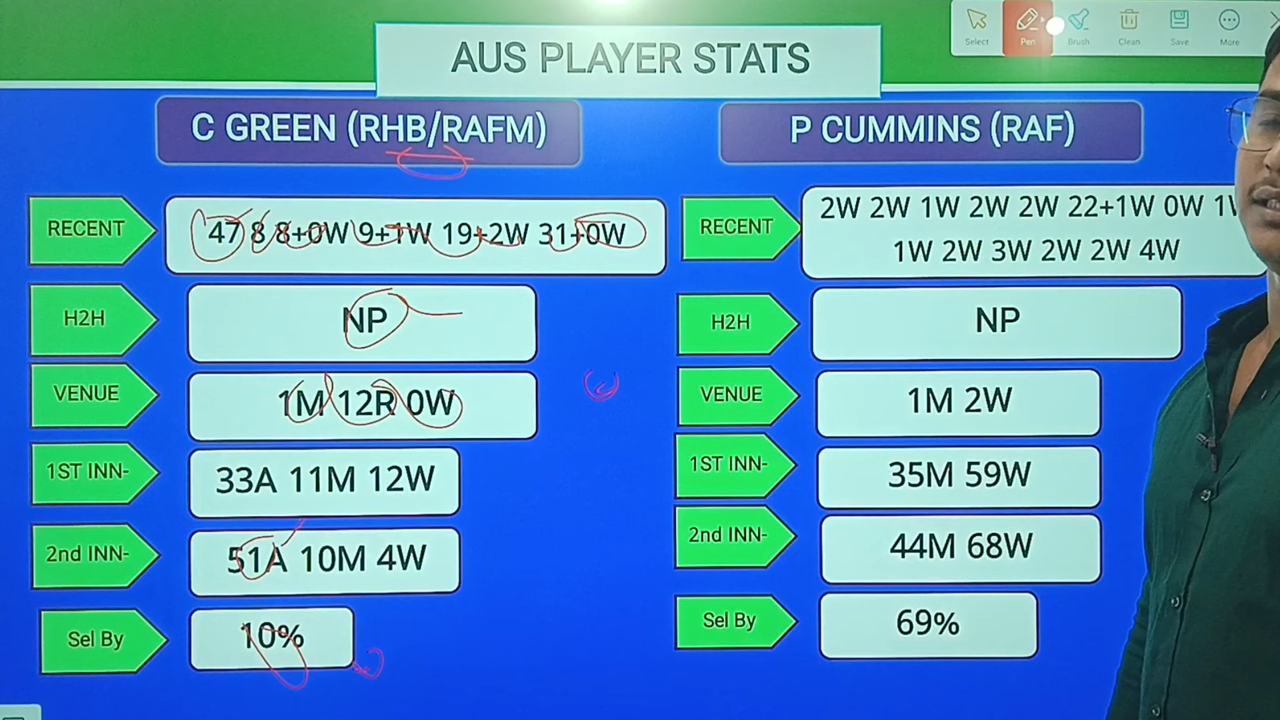 AUS PLAYER STATS
Select Pen Brush Clean Save More
C GREEN (RHB/RAFM)
RECENT 47 8 8+0W 9+1W 19+2W 31+0W
H2H NP
VENUE 1M 12R 0W
1ST INN- 33A 11M 12W
2nd INN- 51A 10M 4W
Sel By 10%
P CUMMINS (RAF)
RECENT 2W 2W 1W 2W 2W 22+1W 0W
1W 2W 3W 2W 2W 4W
H2H NP
VENUE 1M 2W
1ST INN- 35M 59W
2nd INN- 44M 68W
Sel By 69%